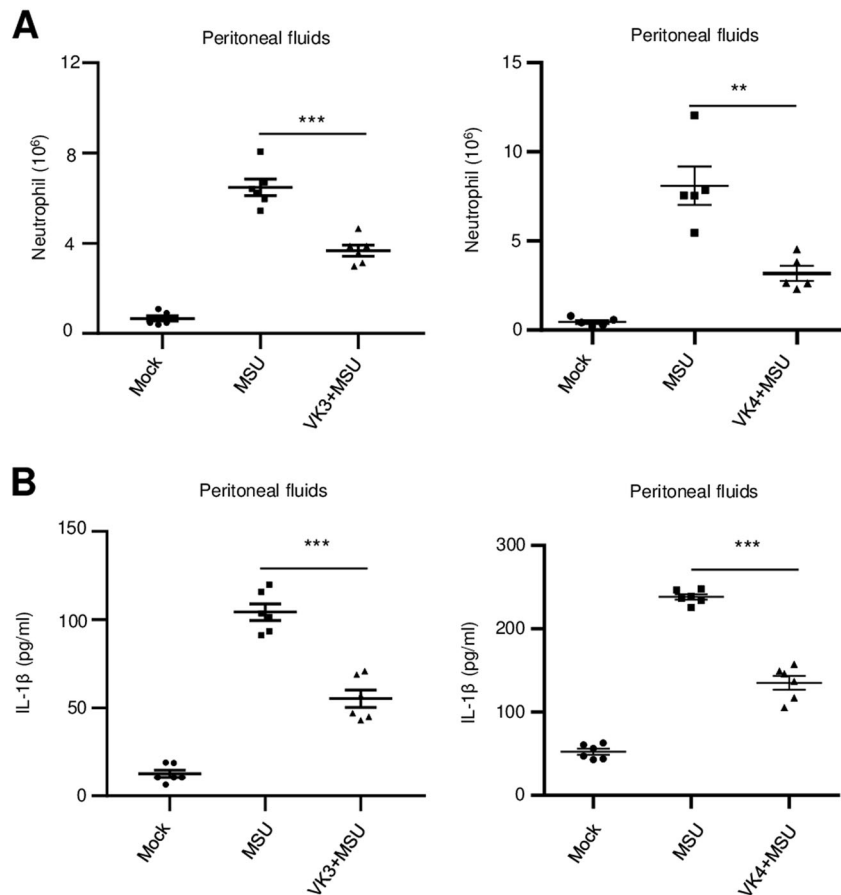 A
Peritoneal fluids
Neutrophil (10⁶)
12
8
4
0
***
Mock
MSU
VK3+MSU
Peritoneal fluids
Neutrophil (10⁶)
15
10
5
0
**
Mock
MSU
VK4+MSU
B
Peritoneal fluids
IL-1β (pg/ml)
150
100
50
0
***
Mock
MSU
VK3+MSU
Peritoneal fluids
IL-1β (pg/ml)
300
200
100
0
***
Mock
MSU
VK4+MSU